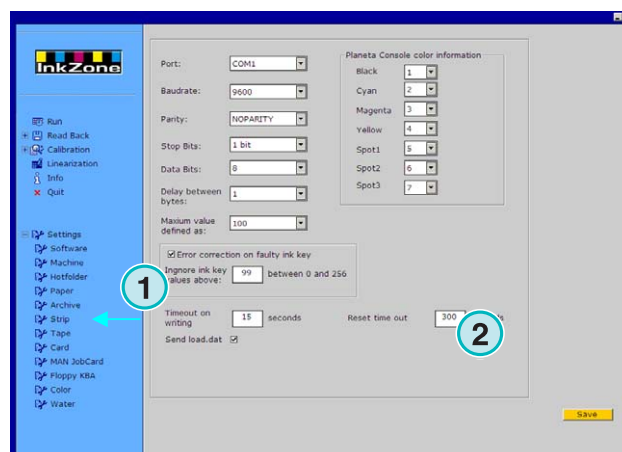 InkZone
Run
Read Back
Calibration
Linearization
Info
Quit
Settings
Software
Machine
Hotfolder
Paper
Archive
Strip
Tape
Card
MAN JobCard
Floppy KBA
Color
Water
1
Port: COM1
Baudrate: 9600
Parity: NOPARITY
Stop Bits: 1 bit
Data Bits: 8
Delay between
bytes: 1
Maxium value
defined as: 100
Planeta Console color information
Black 1
Cyan 2
Magenta 3
Yellow 4
Spot1 5
Spot2 6
Spot3 7
Error correction on faulty ink key
Ingnore ink key
values above: 99 between 0 and 256
Timeout on
writing 15 seconds
Reset time out 300
2
Send load.dat
Save